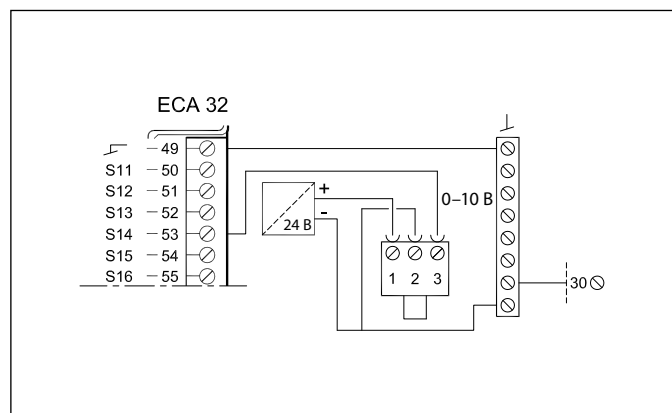 ECA 32
49
S11 50
S12 51
S13 52
S14 53
S15 54
S16 55
+
-
24 В
0–10 В
1 2 3
30